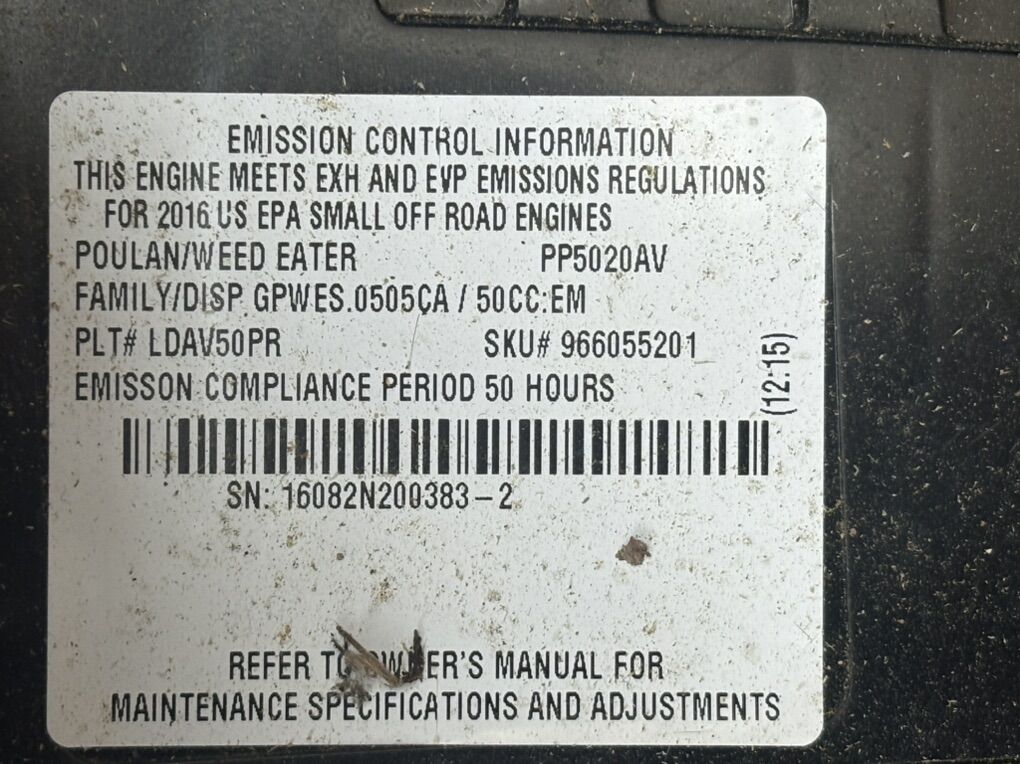 EMISSION CONTROL INFORMATION
THIS ENGINE MEETS EXH AND EVP EMISSIONS REGULATIONS
FOR 2016 US EPA SMALL OFF ROAD ENGINES
POULAN/WEED EATER PP5020AV
FAMILY/DISP GPWES.0505CA / 50CC:EM
PLT# LDAV50PR SKU# 966055201
(12:15)
EMISSON COMPLIANCE PERIOD 50 HOURS
SN: 16082N200383-2
REFER TO OWNER'S MANUAL FOR
MAINTENANCE SPECIFICATIONS AND ADJUSTMENTS